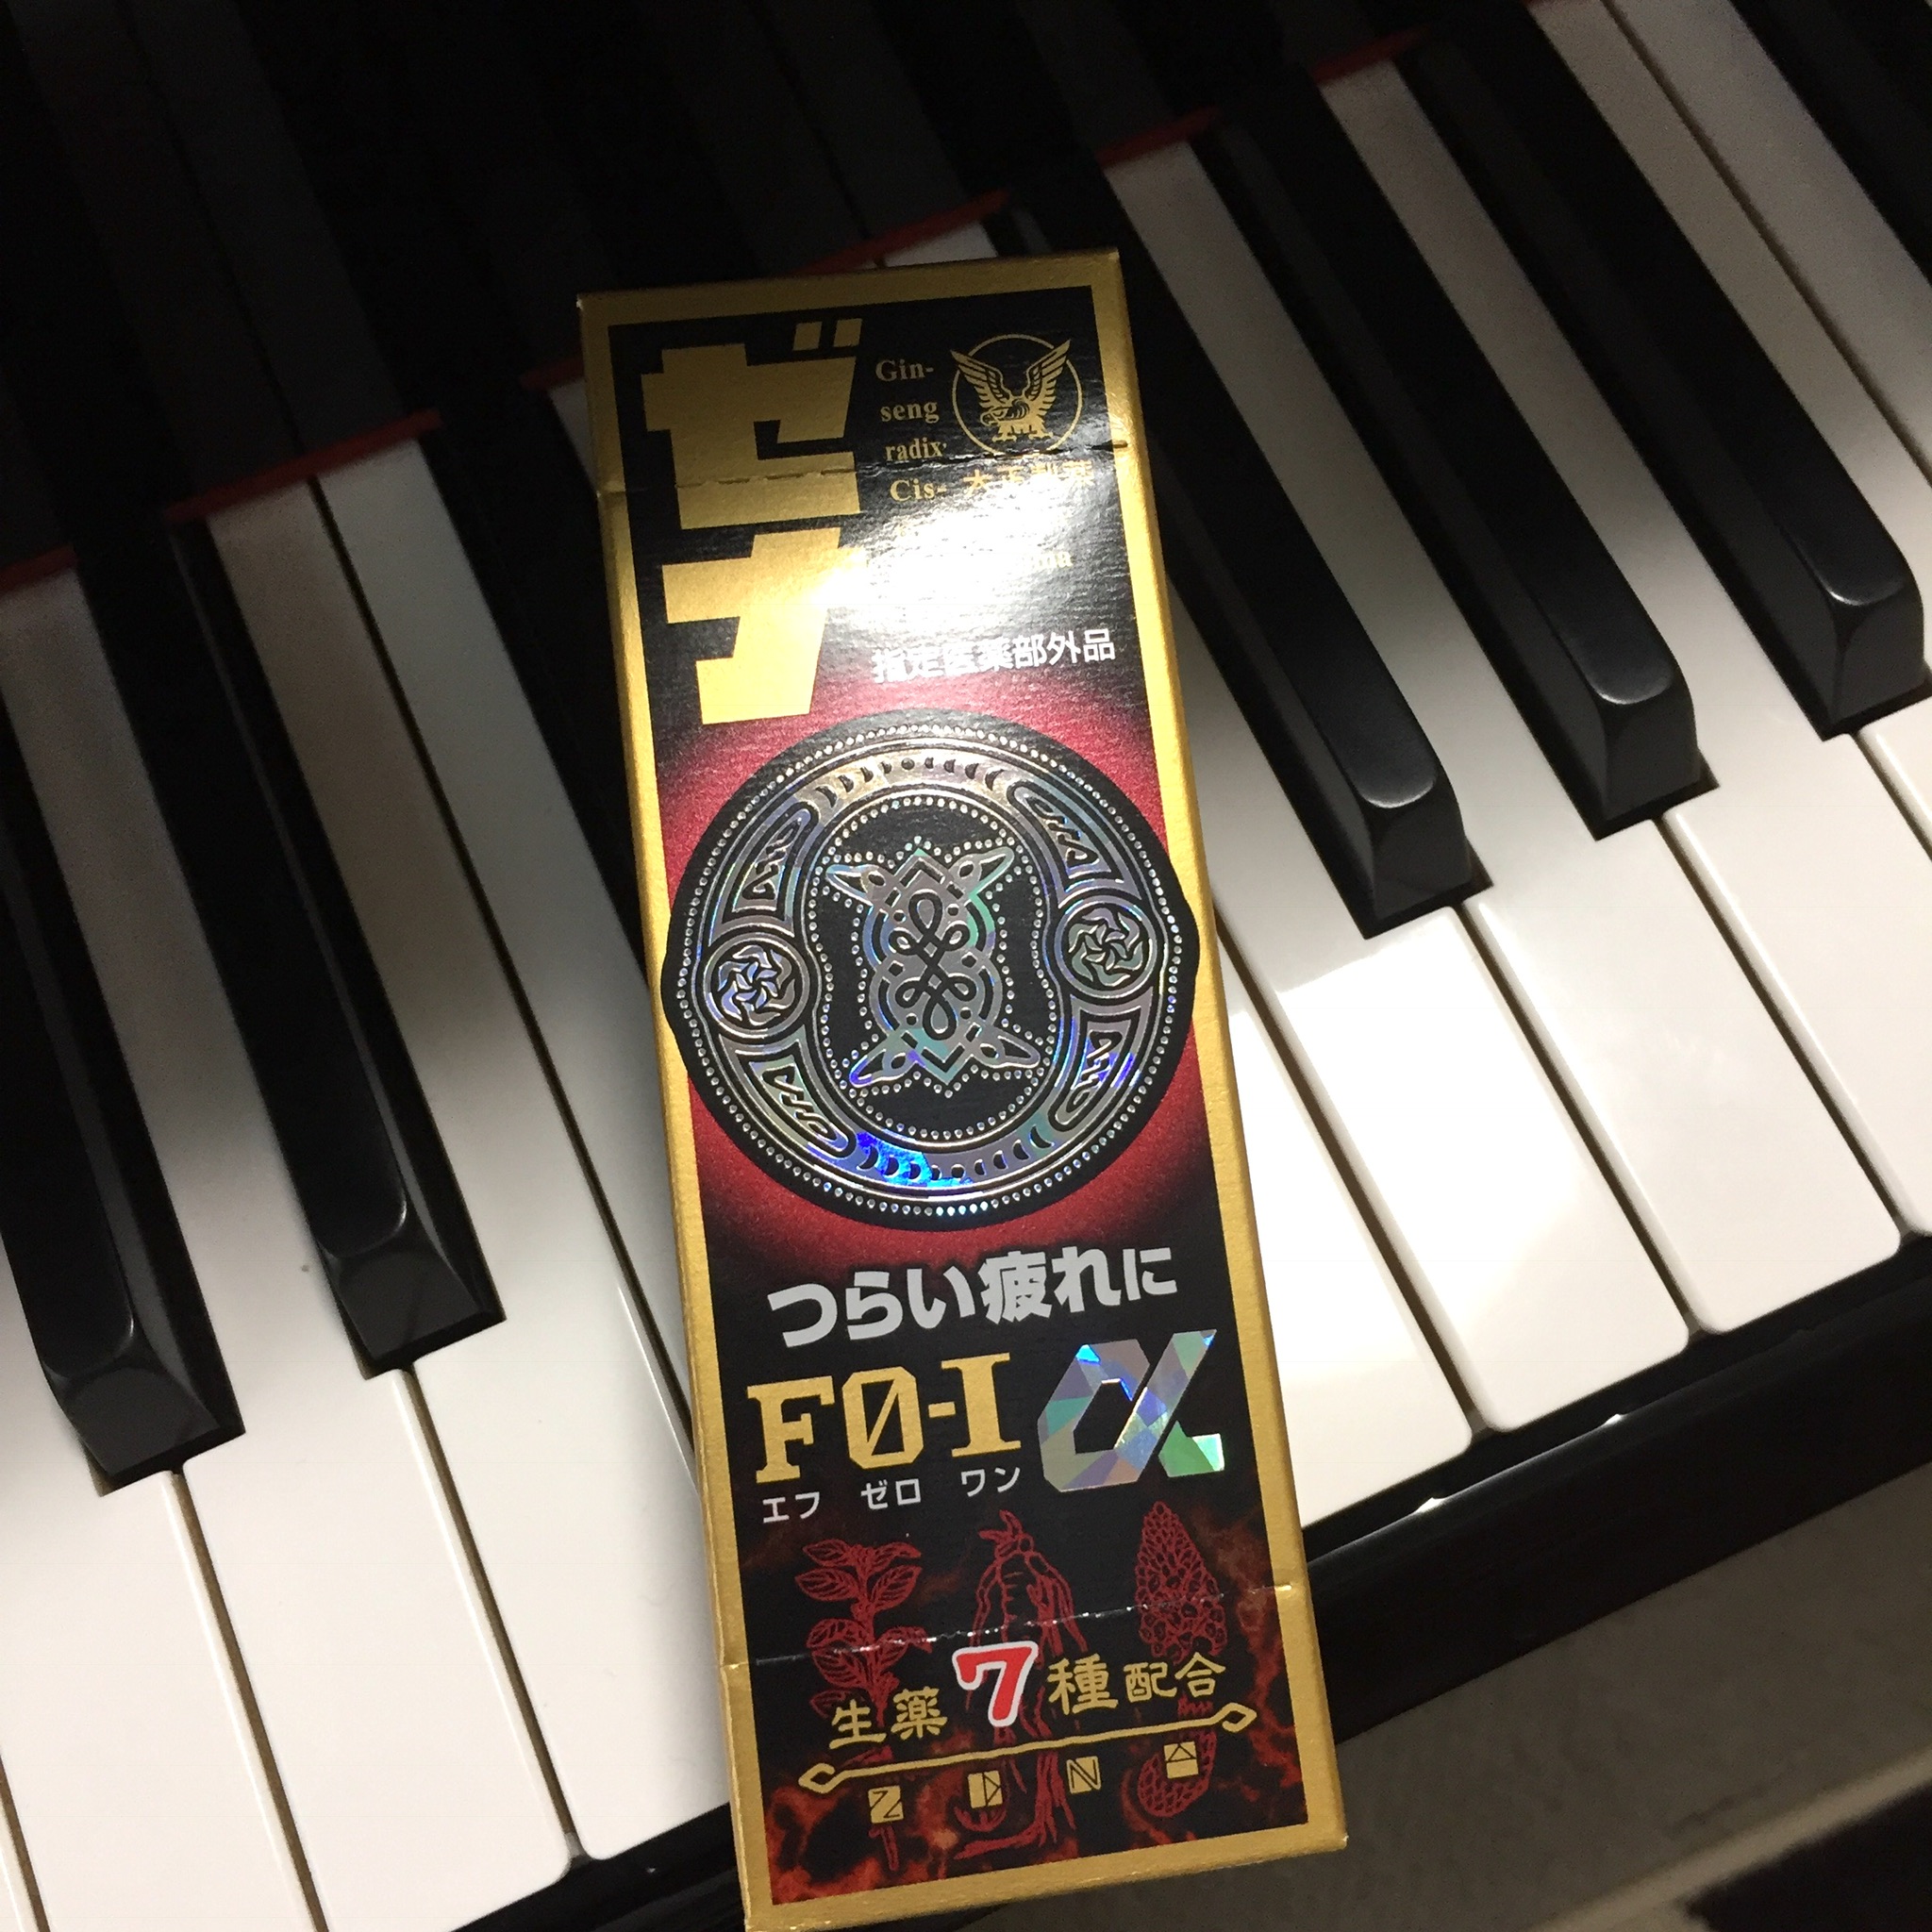 ゼナ
Gin-
seng
radix
Cis-
指定医薬部外品
つらい疲れに
F0-I α
エフ ゼロ ワン
生薬7種配合
ZENA